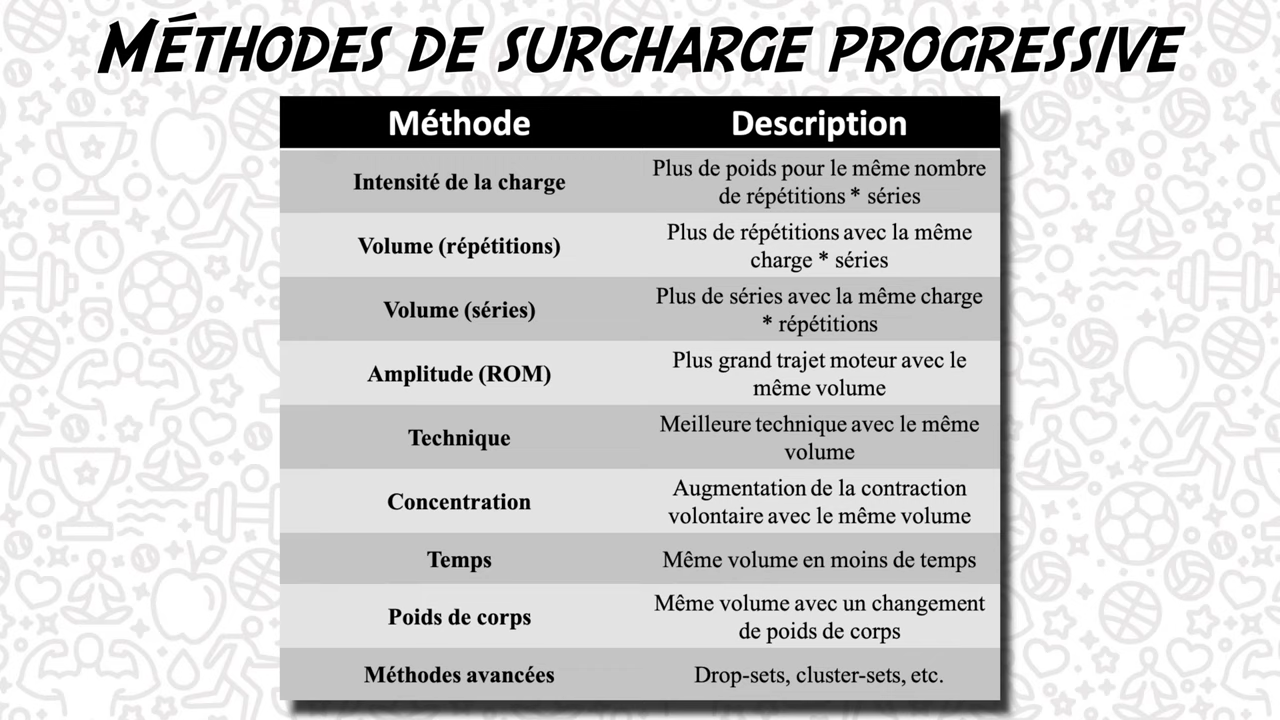 MÉTHODES DE SURCHARGE PROGRESSIVE
Méthode
Description
Intensité de la charge
Plus de poids pour le même nombre
de répétitions * séries
Volume (répétitions)
Plus de répétitions avec la même
charge * séries
Volume (séries)
Plus de séries avec la même charge
* répétitions
Amplitude (ROM)
Plus grand trajet moteur avec le
même volume
Technique
Meilleure technique avec le même
volume
Concentration
Augmentation de la contraction
volontaire avec le même volume
Temps
Même volume en moins de temps
Poids de corps
Même volume avec un changement
de poids de corps
Méthodes avancées
Drop-sets, cluster-sets, etc.